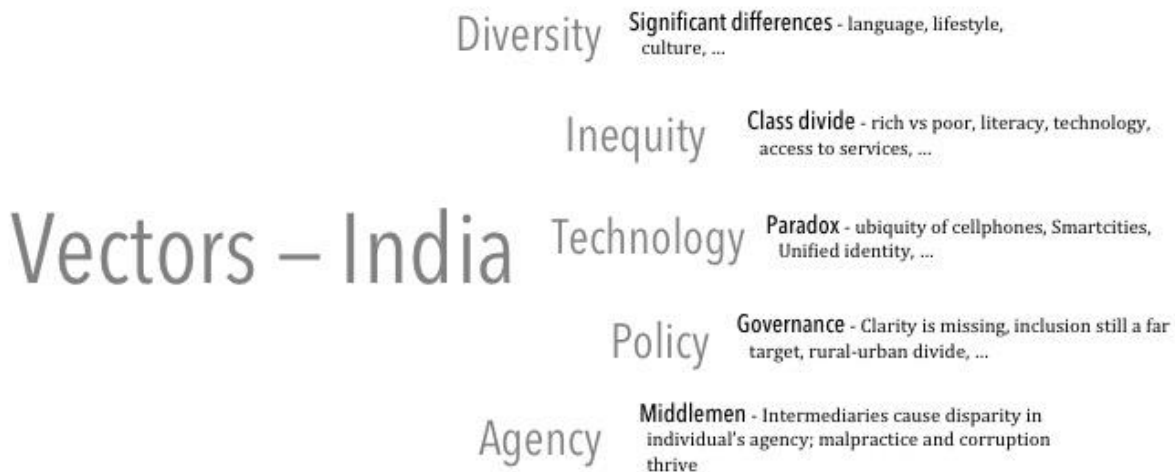 Diversity
Significant differences - language, lifestyle,
culture, ...
Inequity
Class divide - rich vs poor, literacy, technology,
access to services, ...
Vectors – India
Technology
Paradox - ubiquity of cellphones, Smartcities,
Unified identity, ...
Policy
Governance - Clarity is missing, inclusion still a far
target, rural-urban divide, ...
Agency
Middlemen - Intermediaries cause disparity in
individual's agency; malpractice and corruption
thrive